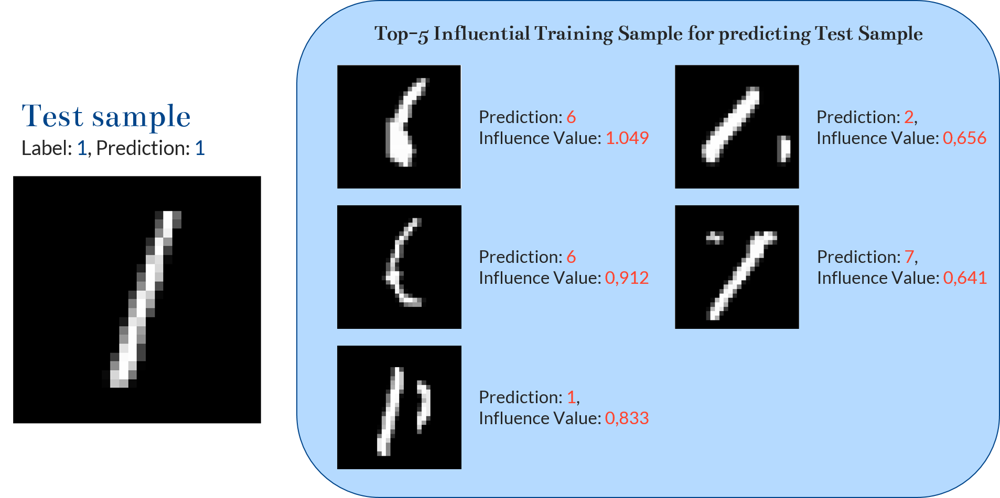 Test sample
Label: 1, Prediction: 1
Top-5 Influential Training Sample for predicting Test Sample
Prediction: 6
Influence Value: 1.049
Prediction: 6
Influence Value: 0,912
Prediction: 1,
Influence Value: 0,833
Prediction: 2,
Influence Value: 0,656
Prediction: 7,
Influence Value: 0,641